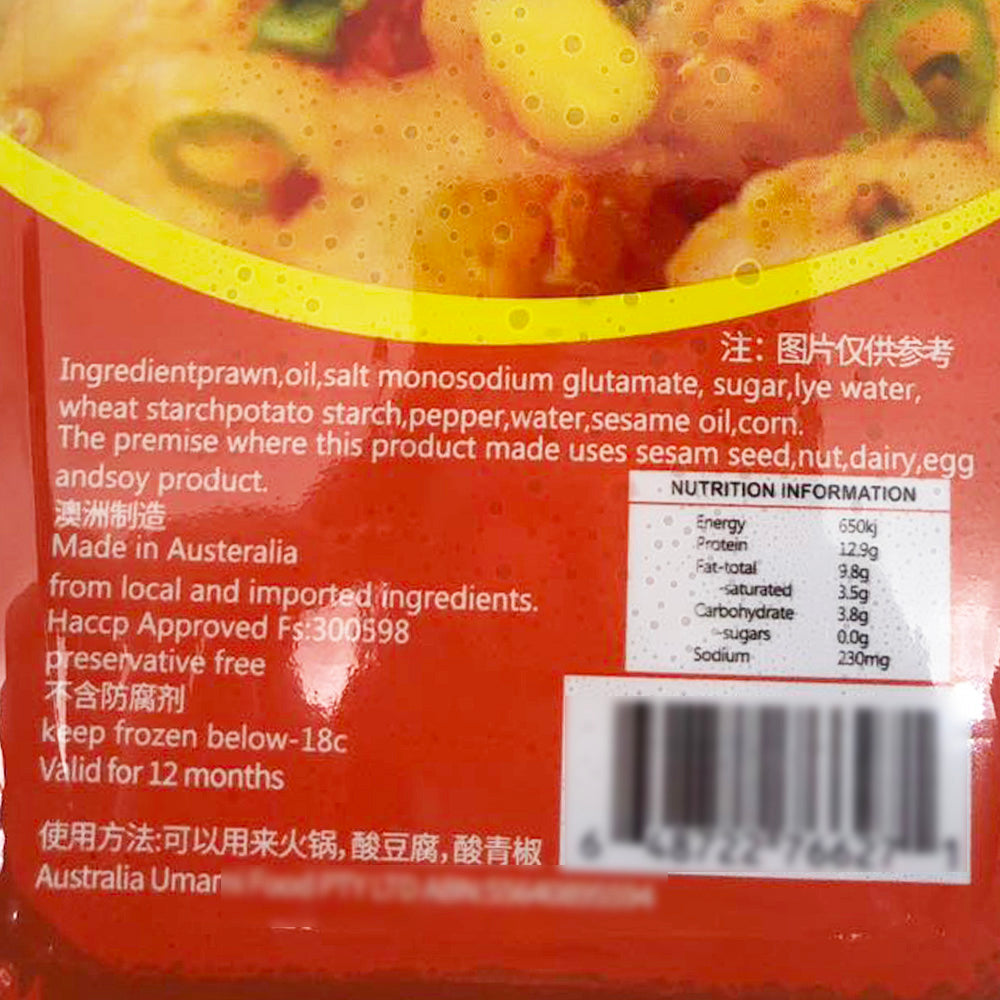 注：图片仅供参考
Ingredientprawn,oil,salt monosodium glutamate, sugar,lye water,
wheat starchpotato starch,pepper,water,sesame oil,corn.
The premise where this product made uses sesam seed,nut,dairy,egg
andsoy product.
澳洲制造
Made in Austeralia
from local and imported ingredients.
Haccp Approved Fs:300598
preservative free
不含防腐剂
keep frozen below-18c
Valid for 12 months
NUTRITION INFORMATION
Energy 650kj
Protein 12.9g
Fat-total 9.8g
-saturated 3.5g
Carbohydrate 3.8g
-sugars 0.0g
Sodium 230mg
使用方法:可以用来火锅,酸豆腐,酸青椒
Australia